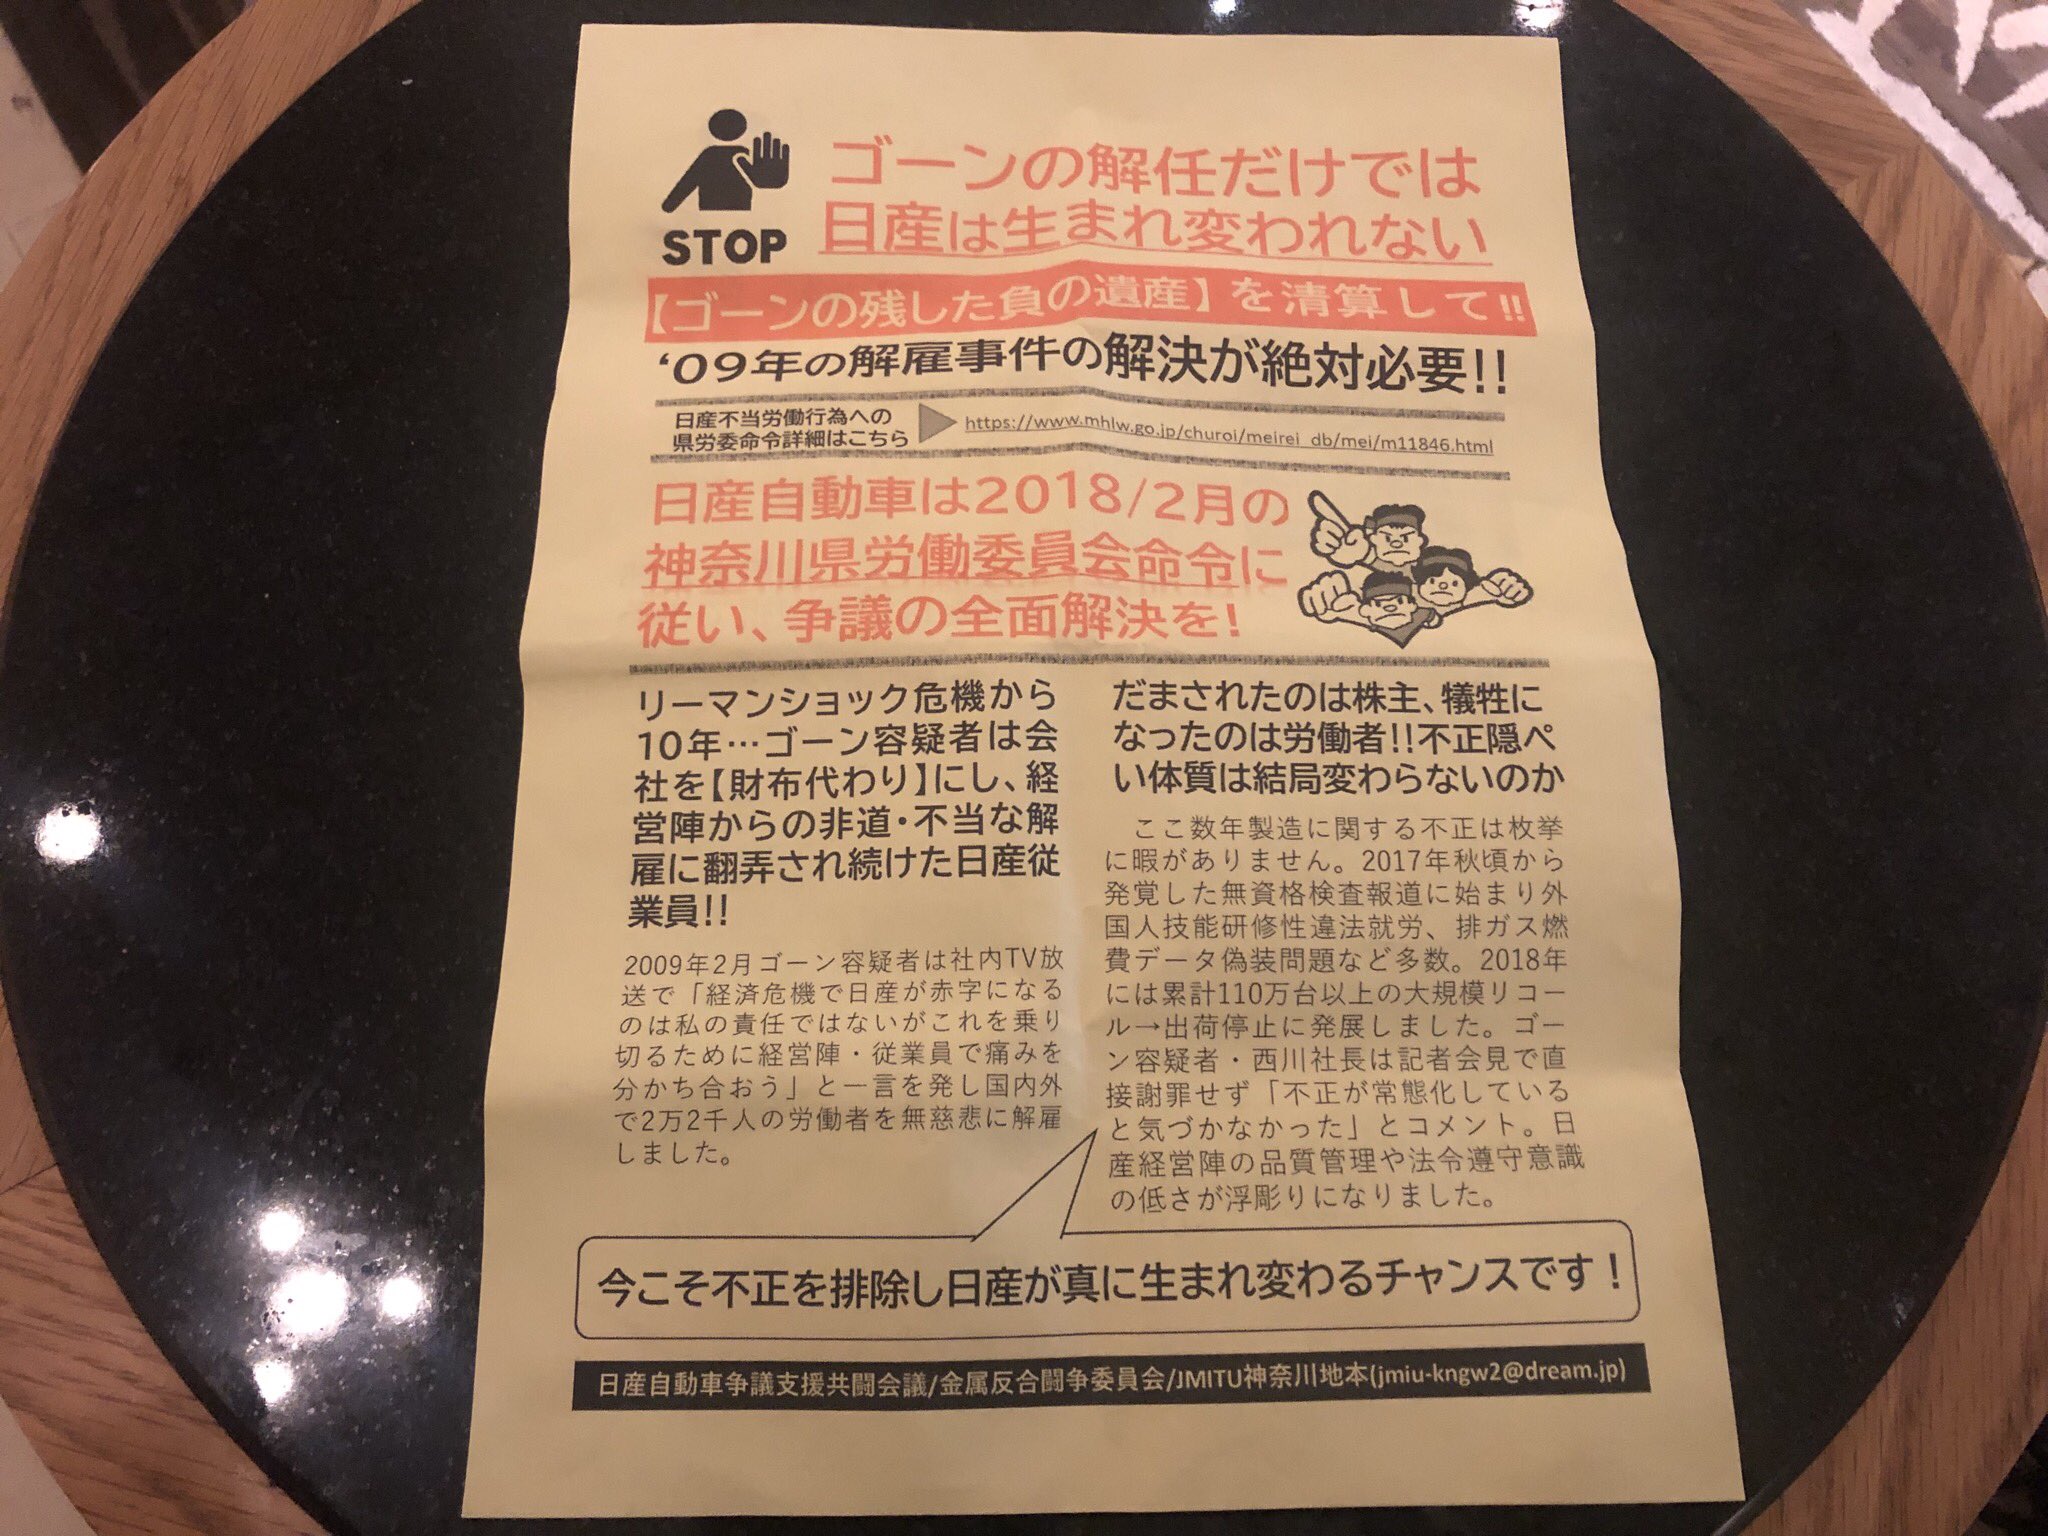 ゴーンの解任だけでは
日産は生まれ変われない
STOP
【ゴーンの残した負の遺産】を清算して!!
‘09年の解雇事件の解決が絶対必要!!
日産不当労働行為への
県労委命令詳細はこちら
https://www.mhlw.go.jp/churoi/meirei_db/mei/m11846.html
日産自動車は2018/2月の
神奈川県労働委員会命令に
従い、争議の全面解決を!
リーマンショック危機から
10年…ゴーン容疑者は会
社を【財布代わり】にし、経
営陣からの非道・不当な解
雇に翻弄され続けた日産従
業員!!
2009年2月ゴーン容疑者は社内TV放
送で「経済危機で日産が赤字になる
のは私の責任ではないがこれを乗り
切るために経営陣・従業員で痛みを
分かち合おう」と一言を発し国内外
で2万2千人の労働者を無慈悲に解雇
しました。
だまされたのは株主、犠牲に
なったのは労働者!!不正隠ぺ
い体質は結局変わらないのか
ここ数年製造に関する不正は枚挙
に暇がありません。2017年秋頃から
発覚した無資格検査報道に始まり外
国人技能研修性違法就労、排ガス燃
費データ偽装問題など多数。2018年
には累計110万台以上の大規模リコー
ル→出荷停止に発展しました。ゴー
ン容疑者・西川社長は記者会見で直
接謝罪せず「不正が常態化している
と気づかなかった」とコメント。日
産経営陣の品質管理や法令遵守意識
の低さが浮彫りになりました。
今こそ不正を排除し日産が真に生まれ変わるチャンスです！
日産自動車争議支援共闘会議/金属反合闘争委員会/JMITU神奈川地本(jmiu-kngw2@dream.jp)